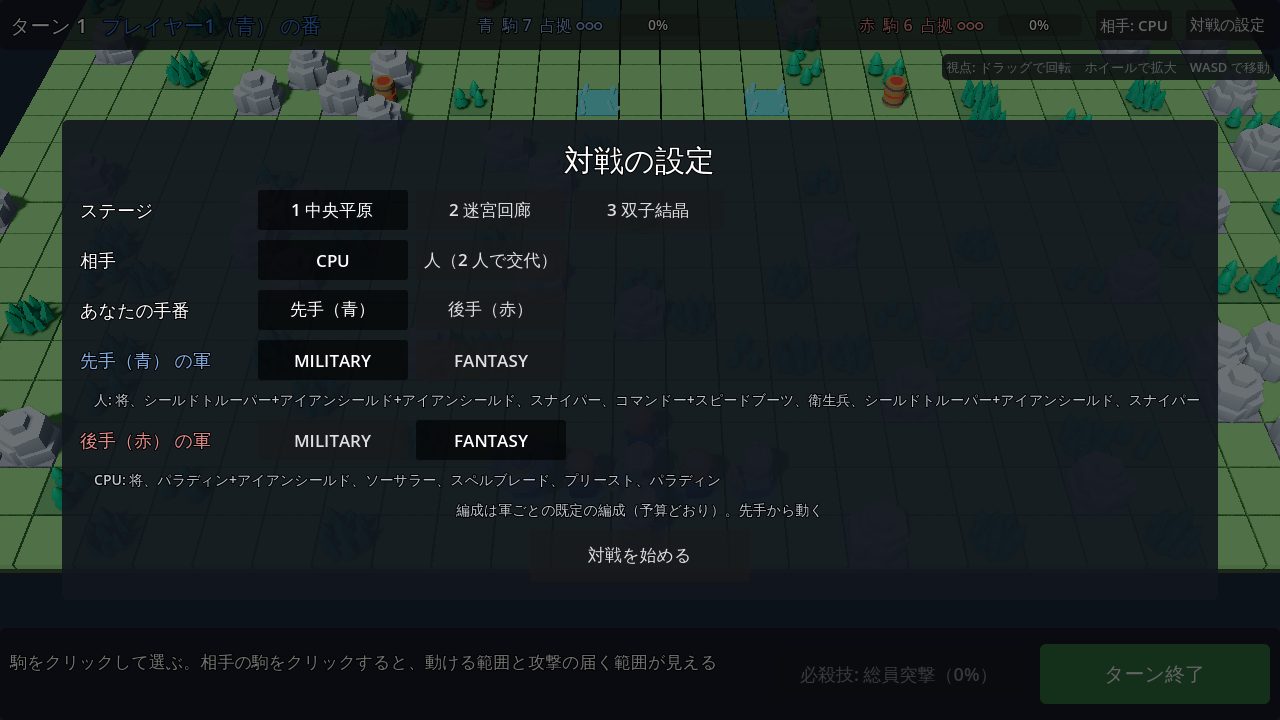 ターン 1 プレイヤー1（青） の番 青 駒 7 占拠 ○○○ 0% 赤 駒 6 占拠 ○○○ 0% 相手: CPU 対戦の設定
視点: ドラッグで回転 ホイールで拡大 WASD で移動
対戦の設定
ステージ 1 中央平原 2 迷宮回廊 3 双子結晶
相手 CPU 人（2 人で交代）
あなたの手番 先手（青） 後手（赤）
先手（青） の軍 MILITARY FANTASY
人: 将、シールドトルーパー+アイアンシールド+アイアンシールド、スナイパー、コマンドー+スピードブーツ、衛生兵、シールドトルーパー+アイアンシールド、スナイパー
後手（赤） の軍 MILITARY FANTASY
CPU: 将、パラディン+アイアンシールド、ソーサラー、スペルブレード、プリースト、パラディン
編成は軍ごとの既定の編成（予算どおり）。先手から動く
対戦を始める
駒をクリックして選ぶ。相手の駒をクリックすると、動ける範囲と攻撃の届く範囲が見える
必殺技: 総員突撃（0%） ターン終了